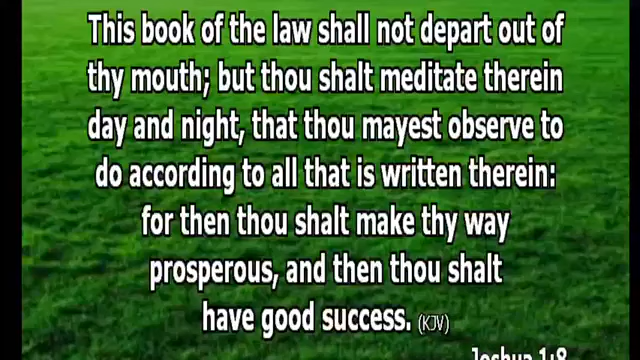 This book of the law shall not depart out of
thy mouth; but thou shalt meditate therein
day and night, that thou mayest observe to
do according to all that is written therein:
for then thou shalt make thy way
prosperous, and then thou shalt
have good success. (KJV)
Joshua 1:8